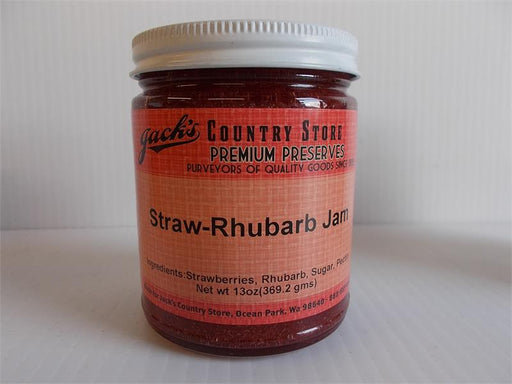 Jack's COUNTRY STORE
PREMIUM PRESERVES
PURVEYORS OF QUALITY GOODS SINCE
Straw-Rhubarb Jam
Ingredients:Strawberries, Rhubarb, Sugar,
Net wt 13oz(369.2 gms)
for Jack's Country Store, Ocean Park, Wa 98640